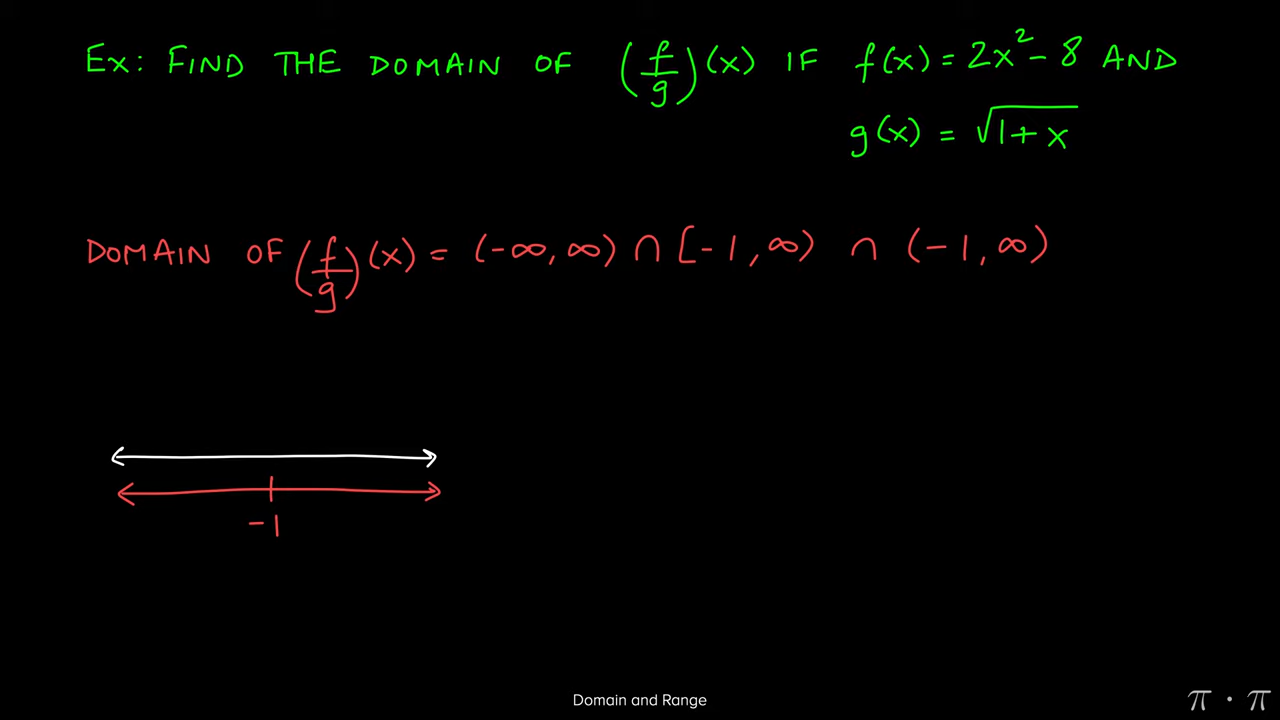 Ex: FIND THE DOMAIN OF (f/g)(x) IF f(x) = 2x² - 8 AND
g(x) = √(1+x)
DOMAIN OF (f/g)(x) = (-∞, ∞) ∩ [-1, ∞) ∩ (-1, ∞)
-1
Domain and Range
π · π